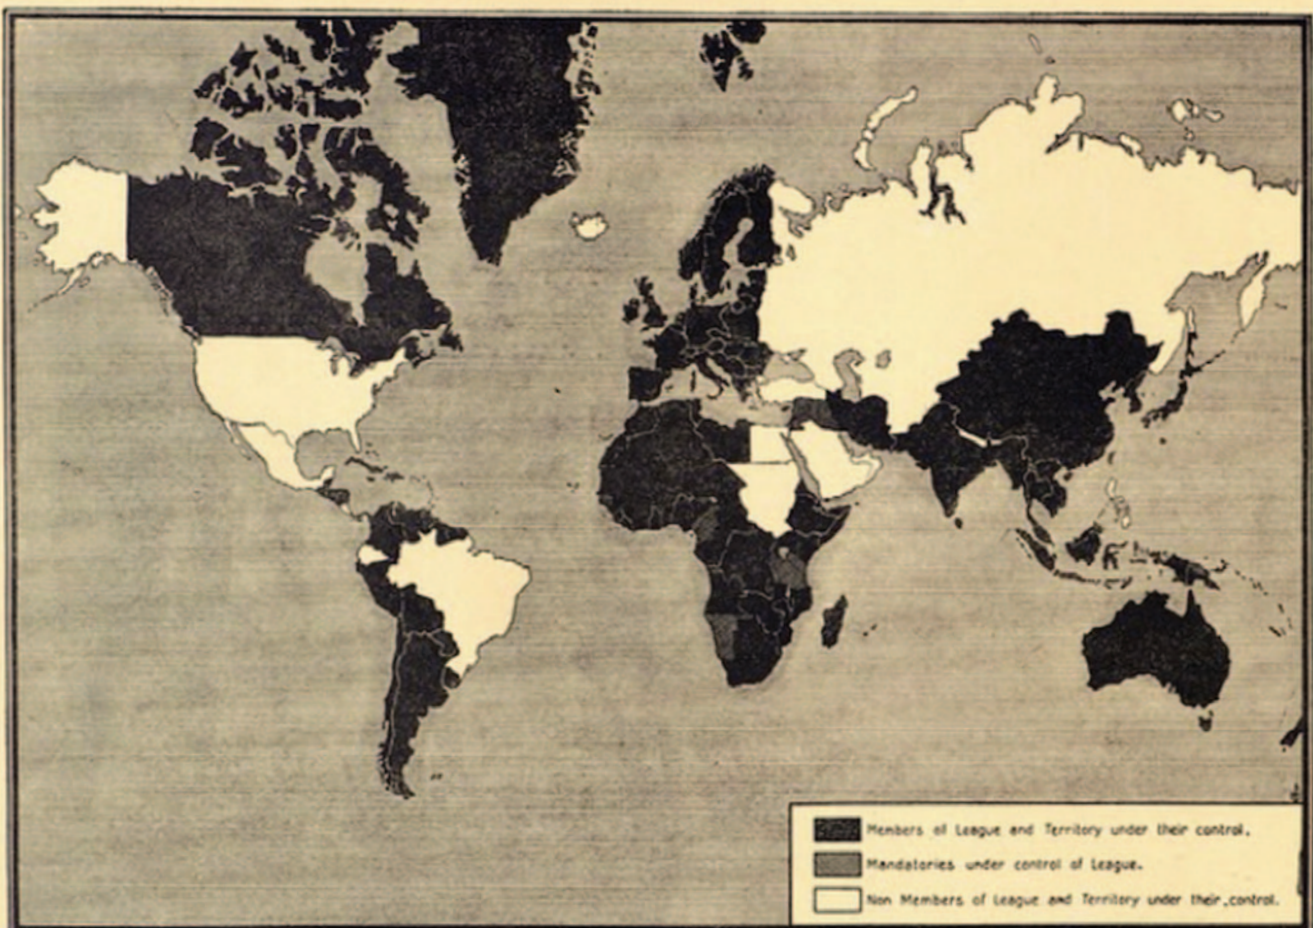 Members of League and Territory under their control.
Mandatories under control of League.
Non Members of League and Territory under their control.